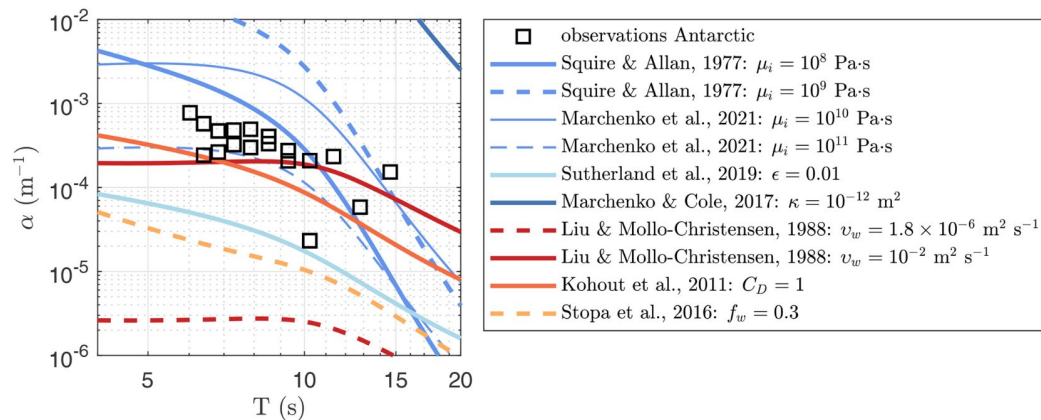 10^{-2}
10^{-3}
10^{-4}
10^{-5}
10^{-6}
α (m^{-1})
5 10 15 20
T (s)
observations Antarctic
Squire & Allan, 1977: μ_i = 10^8 Pa·s
Squire & Allan, 1977: μ_i = 10^9 Pa·s
Marchenko et al., 2021: μ_i = 10^{10} Pa·s
Marchenko et al., 2021: μ_i = 10^{11} Pa·s
Sutherland et al., 2019: ϵ = 0.01
Marchenko & Cole, 2017: κ = 10^{-12} m^2
Liu & Mollo-Christensen, 1988: υ_w = 1.8 × 10^{-6} m^2 s^{-1}
Liu & Mollo-Christensen, 1988: υ_w = 10^{-2} m^2 s^{-1}
Kohout et al., 2011: C_D = 1
Stopa et al., 2016: f_w = 0.3